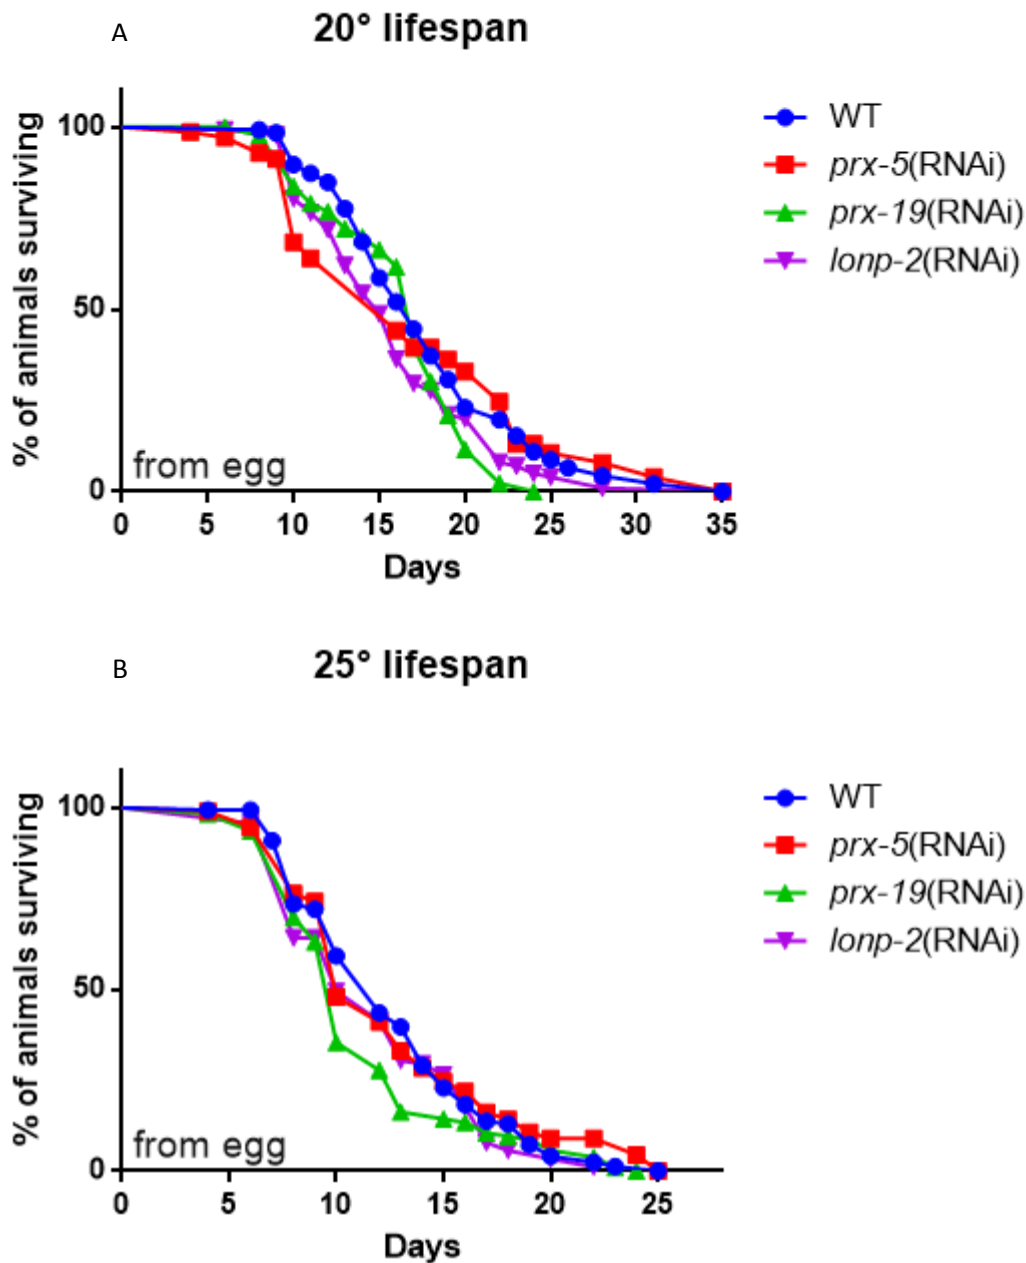 A
20° lifespan
% of animals surviving
100
50
0
from egg
0 5 10 15 20 25 30 35
Days
WT
prx-5(RNAi)
prx-19(RNAi)
lonp-2(RNAi)
B
25° lifespan
% of animals surviving
100
50
0
from egg
0 5 10 15 20 25
Days
WT
prx-5(RNAi)
prx-19(RNAi)
lonp-2(RNAi)